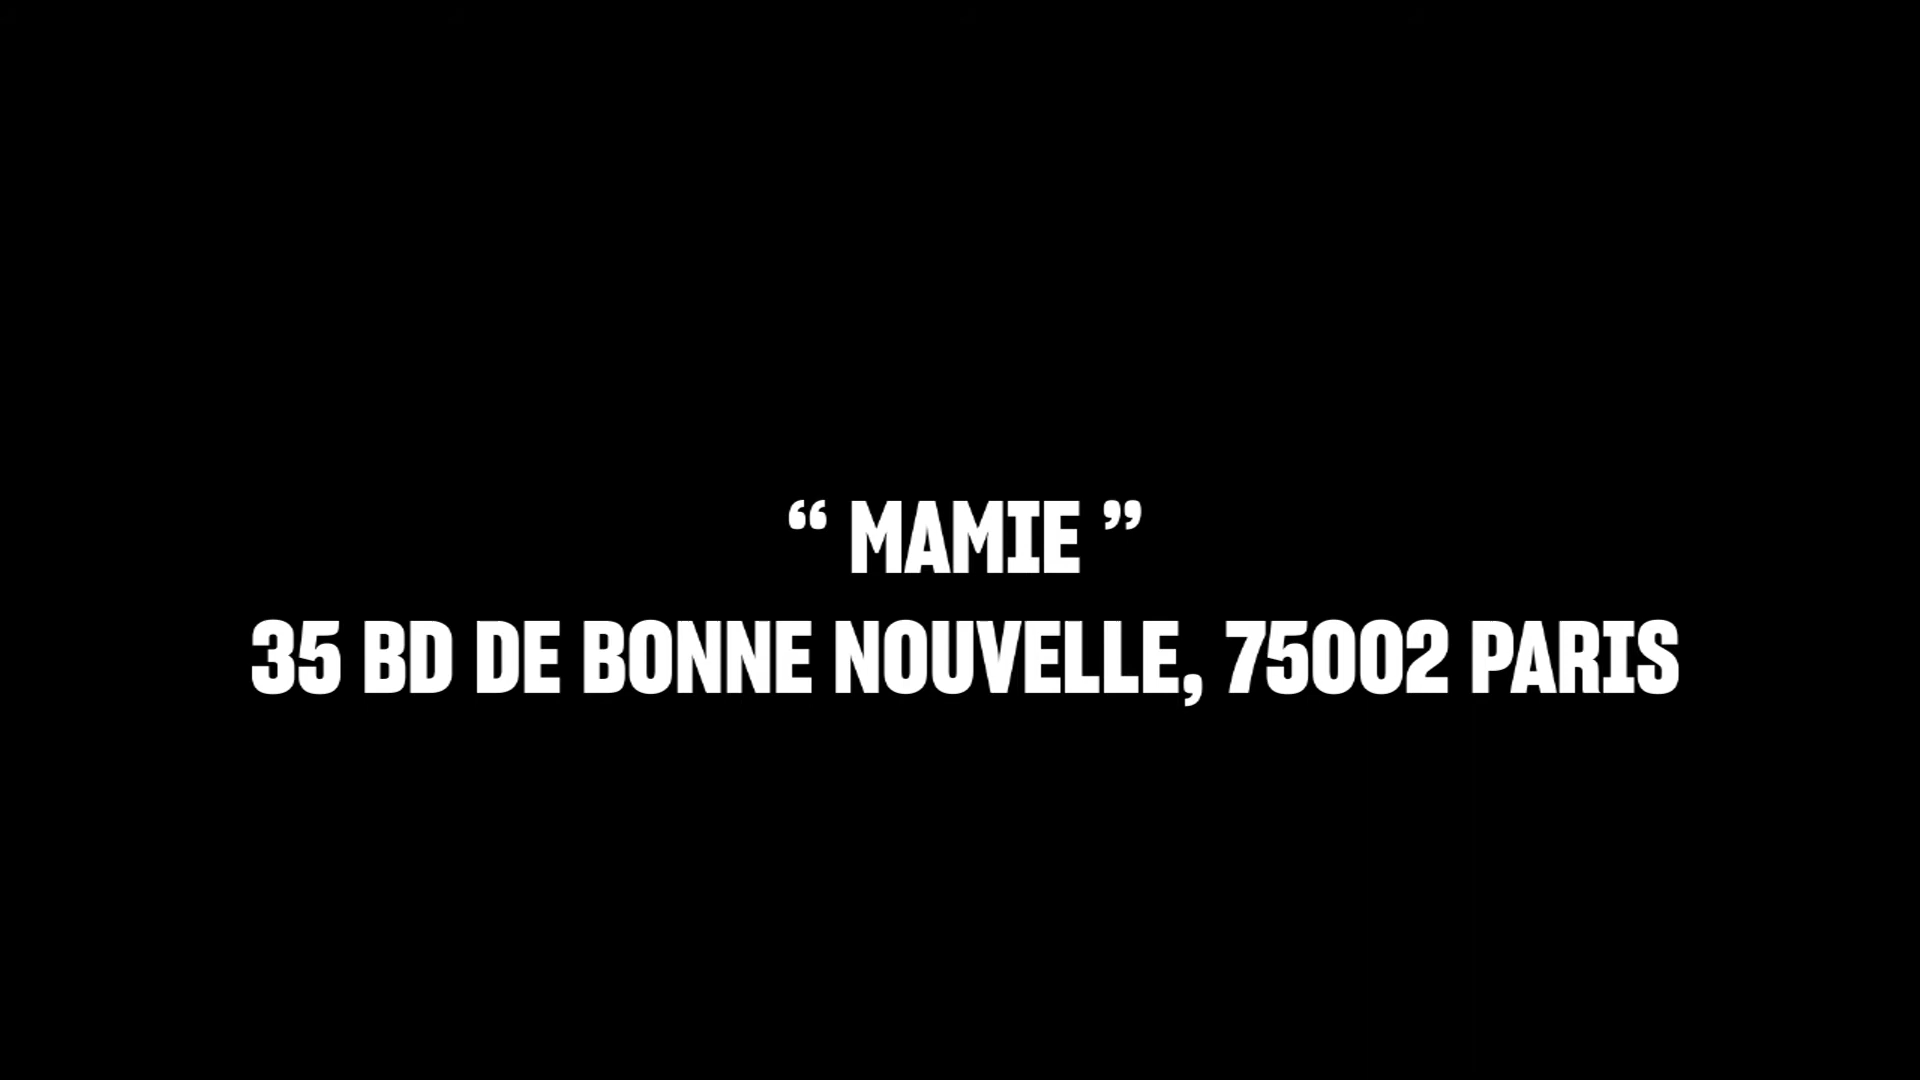 “ MAMIE ”
35 BD DE BONNE NOUVELLE, 75002 PARIS